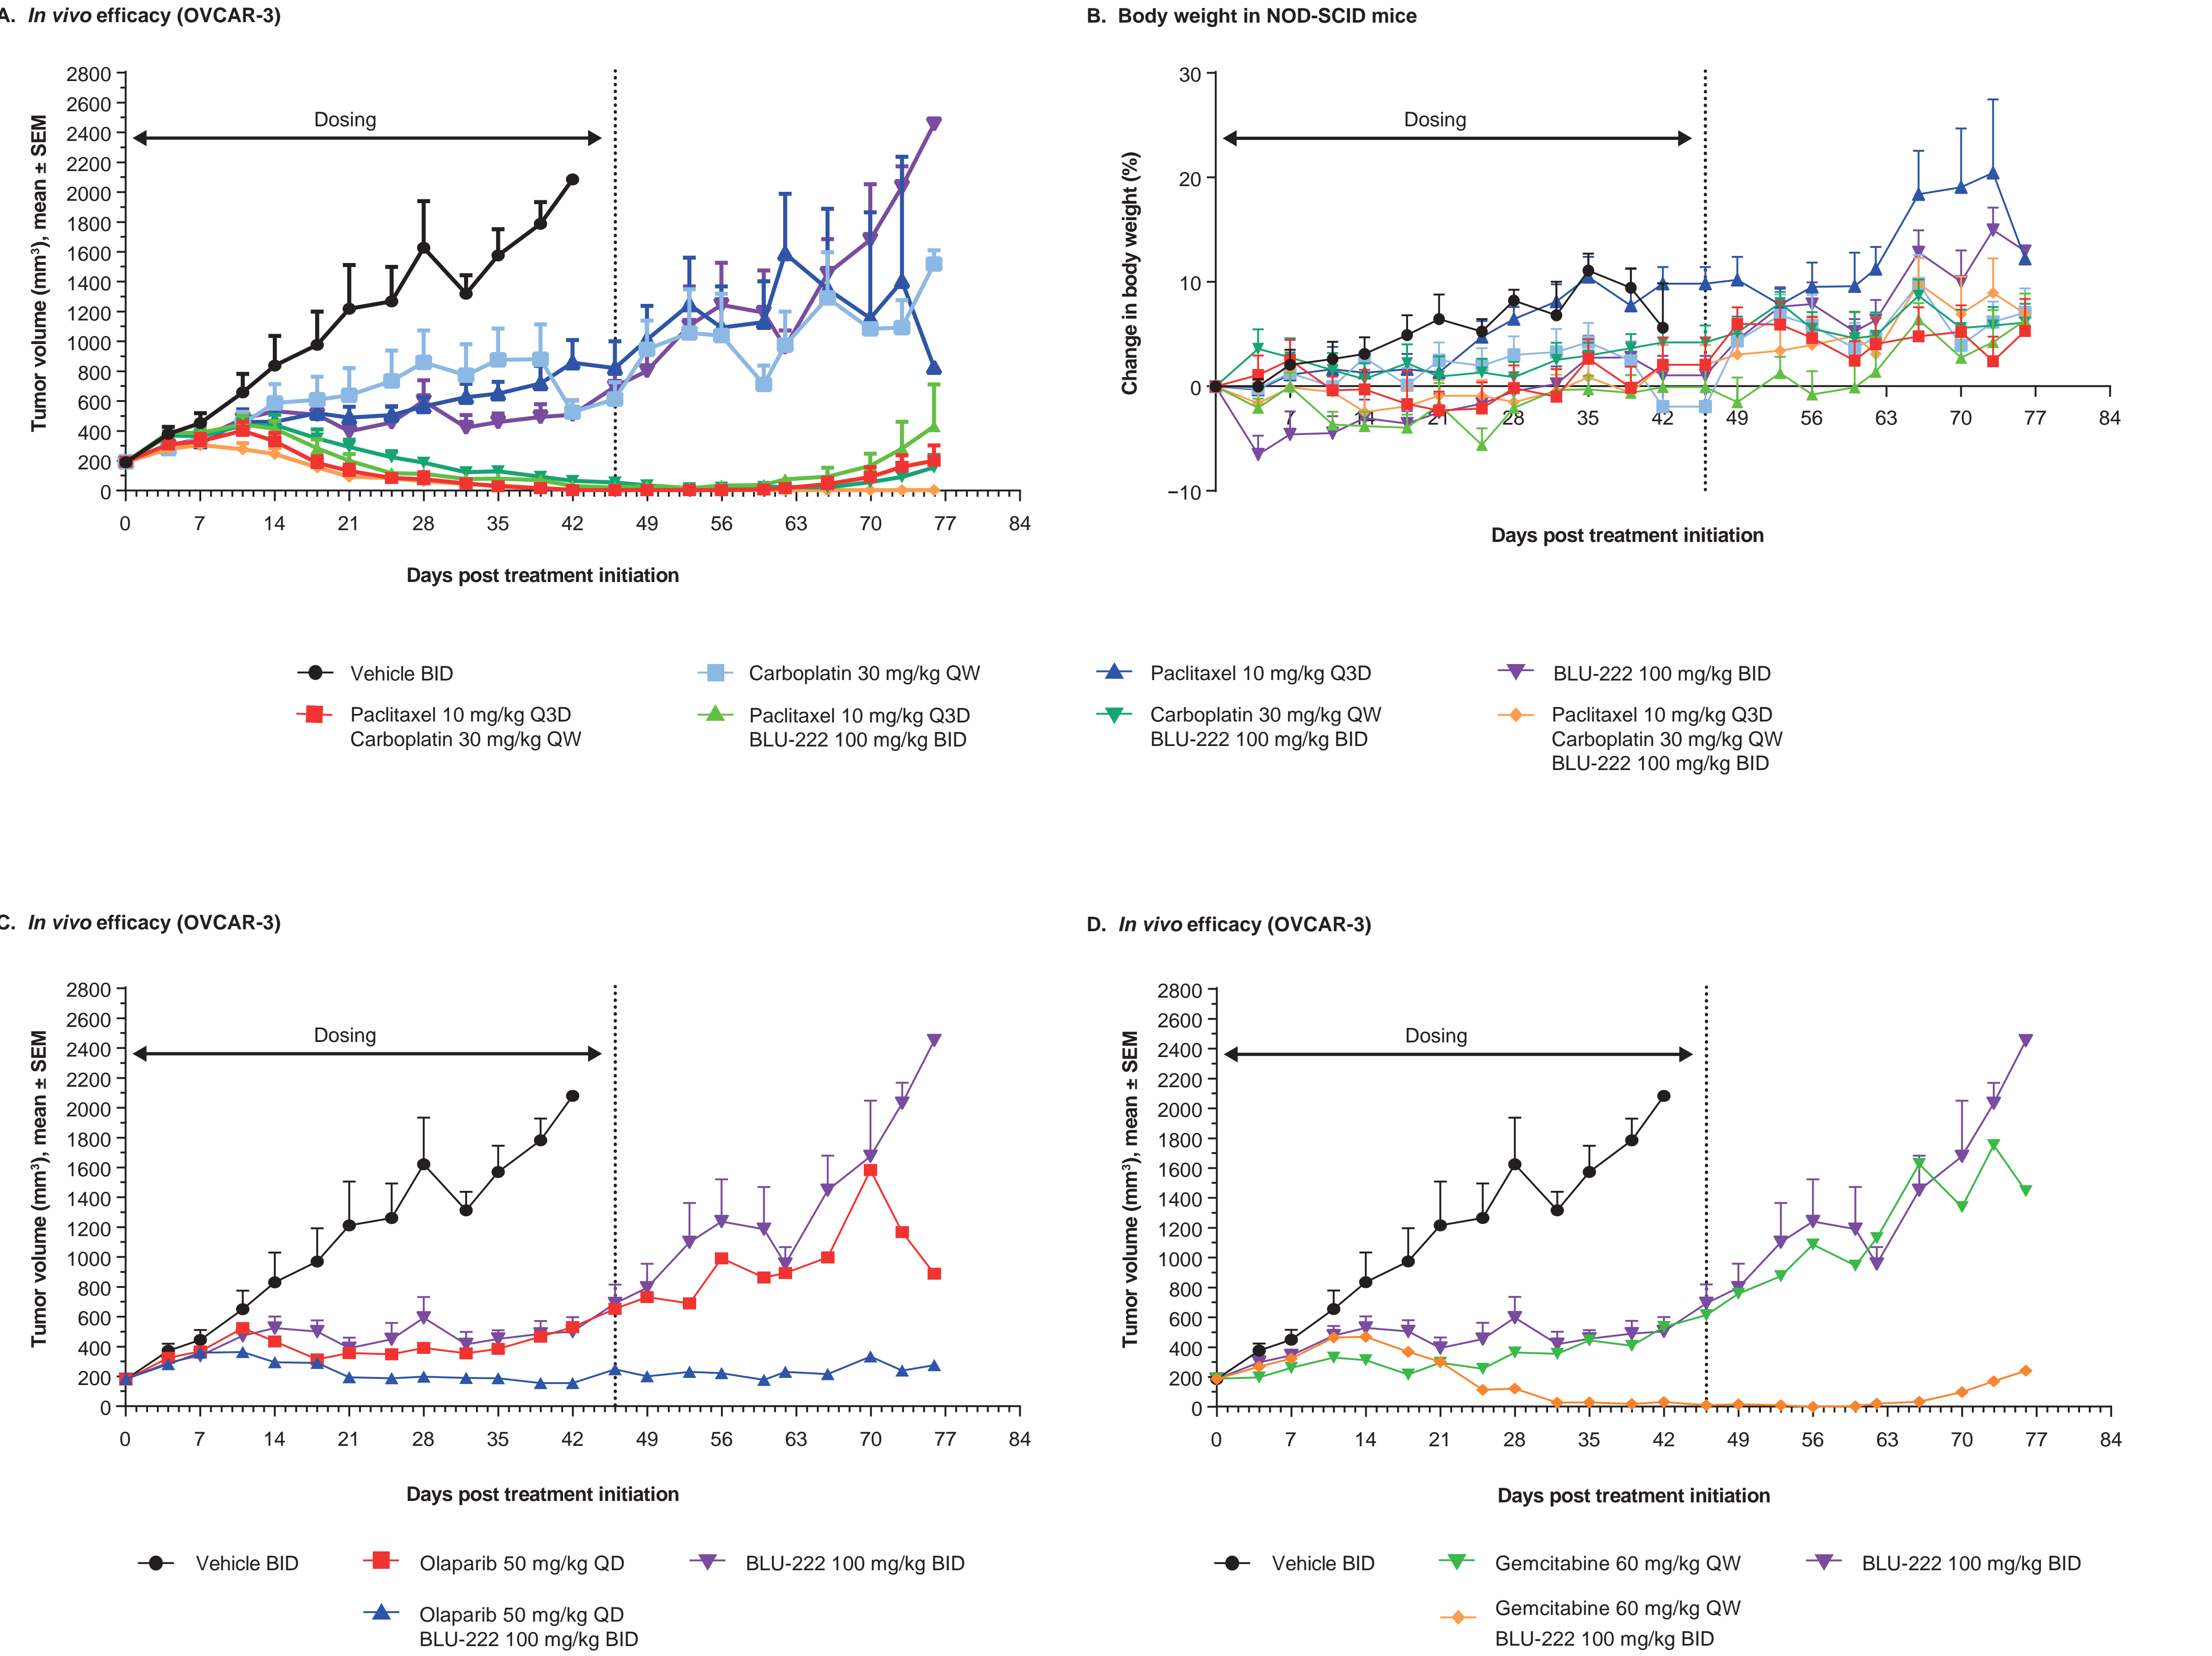 A. In vivo efficacy (OVCAR-3)
Tumor volume (mm³), mean ± SEM
2800
2600
2400
2200
2000
1800
1600
1400
1200
1000
800
600
400
200
0
Dosing
0 7 14 21 28 35 42 49 56 63 70 77 84
Days post treatment initiation
B. Body weight in NOD-SCID mice
Change in body weight (%)
30
20
10
0
−10
Dosing
7 14 21 28 35 42 49 56 63 70 77 84
Days post treatment initiation
Vehicle BID
Carboplatin 30 mg/kg QW
Paclitaxel 10 mg/kg Q3D
BLU-222 100 mg/kg BID
Paclitaxel 10 mg/kg Q3D
Carboplatin 30 mg/kg QW
Paclitaxel 10 mg/kg Q3D
BLU-222 100 mg/kg BID
Carboplatin 30 mg/kg QW
BLU-222 100 mg/kg BID
Paclitaxel 10 mg/kg Q3D
Carboplatin 30 mg/kg QW
BLU-222 100 mg/kg BID
C. In vivo efficacy (OVCAR-3)
Tumor volume (mm³), mean ± SEM
2800
2600
2400
2200
2000
1800
1600
1400
1200
1000
800
600
400
200
0
Dosing
0 7 14 21 28 35 42 49 56 63 70 77 84
Days post treatment initiation
Vehicle BID
Olaparib 50 mg/kg QD
BLU-222 100 mg/kg BID
Olaparib 50 mg/kg QD
BLU-222 100 mg/kg BID
D. In vivo efficacy (OVCAR-3)
Tumor volume (mm³), mean ± SEM
2800
2600
2400
2200
2000
1800
1600
1400
1200
1000
800
600
400
200
0
Dosing
0 7 14 21 28 35 42 49 56 63 70 77 84
Days post treatment initiation
Vehicle BID
Gemcitabine 60 mg/kg QW
BLU-222 100 mg/kg BID
Gemcitabine 60 mg/kg QW
BLU-222 100 mg/kg BID